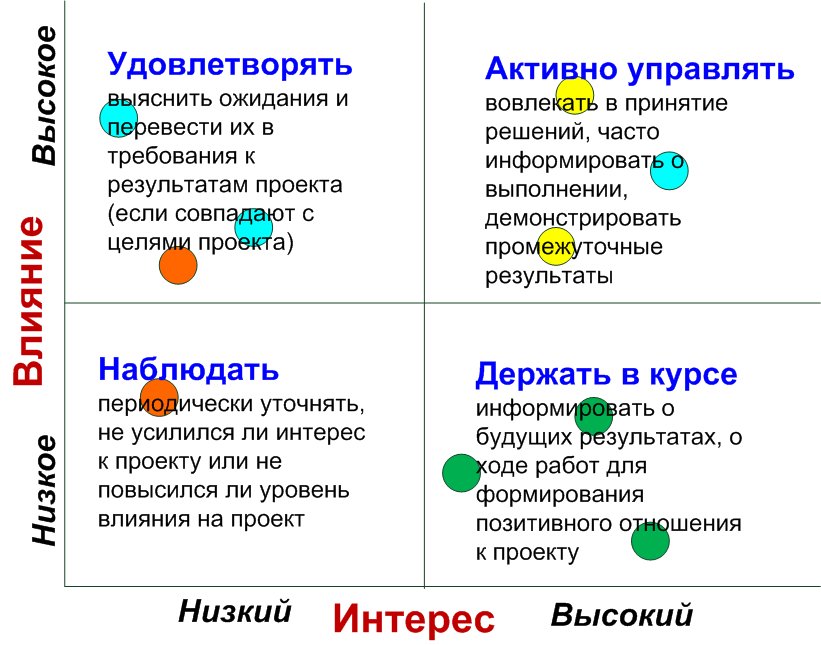 Высокое
Влияние
Низкое
Удовлетворять
выяснить ожидания и
перевести их в
требования к
результатам проекта
(если совпадают с
целями проекта)
Активно управлять
вовлекать в принятие
решений, часто
информировать о
выполнении,
демонстрировать
промежуточные
результаты
Наблюдать
периодически уточнять,
не усилился ли интерес
к проекту или не
повысился ли уровень
влияния на проект
Держать в курсе
информировать о
будущих результатах, о
ходе работ для
формирования
позитивного отношения
к проекту
Низкий
Интерес
Высокий